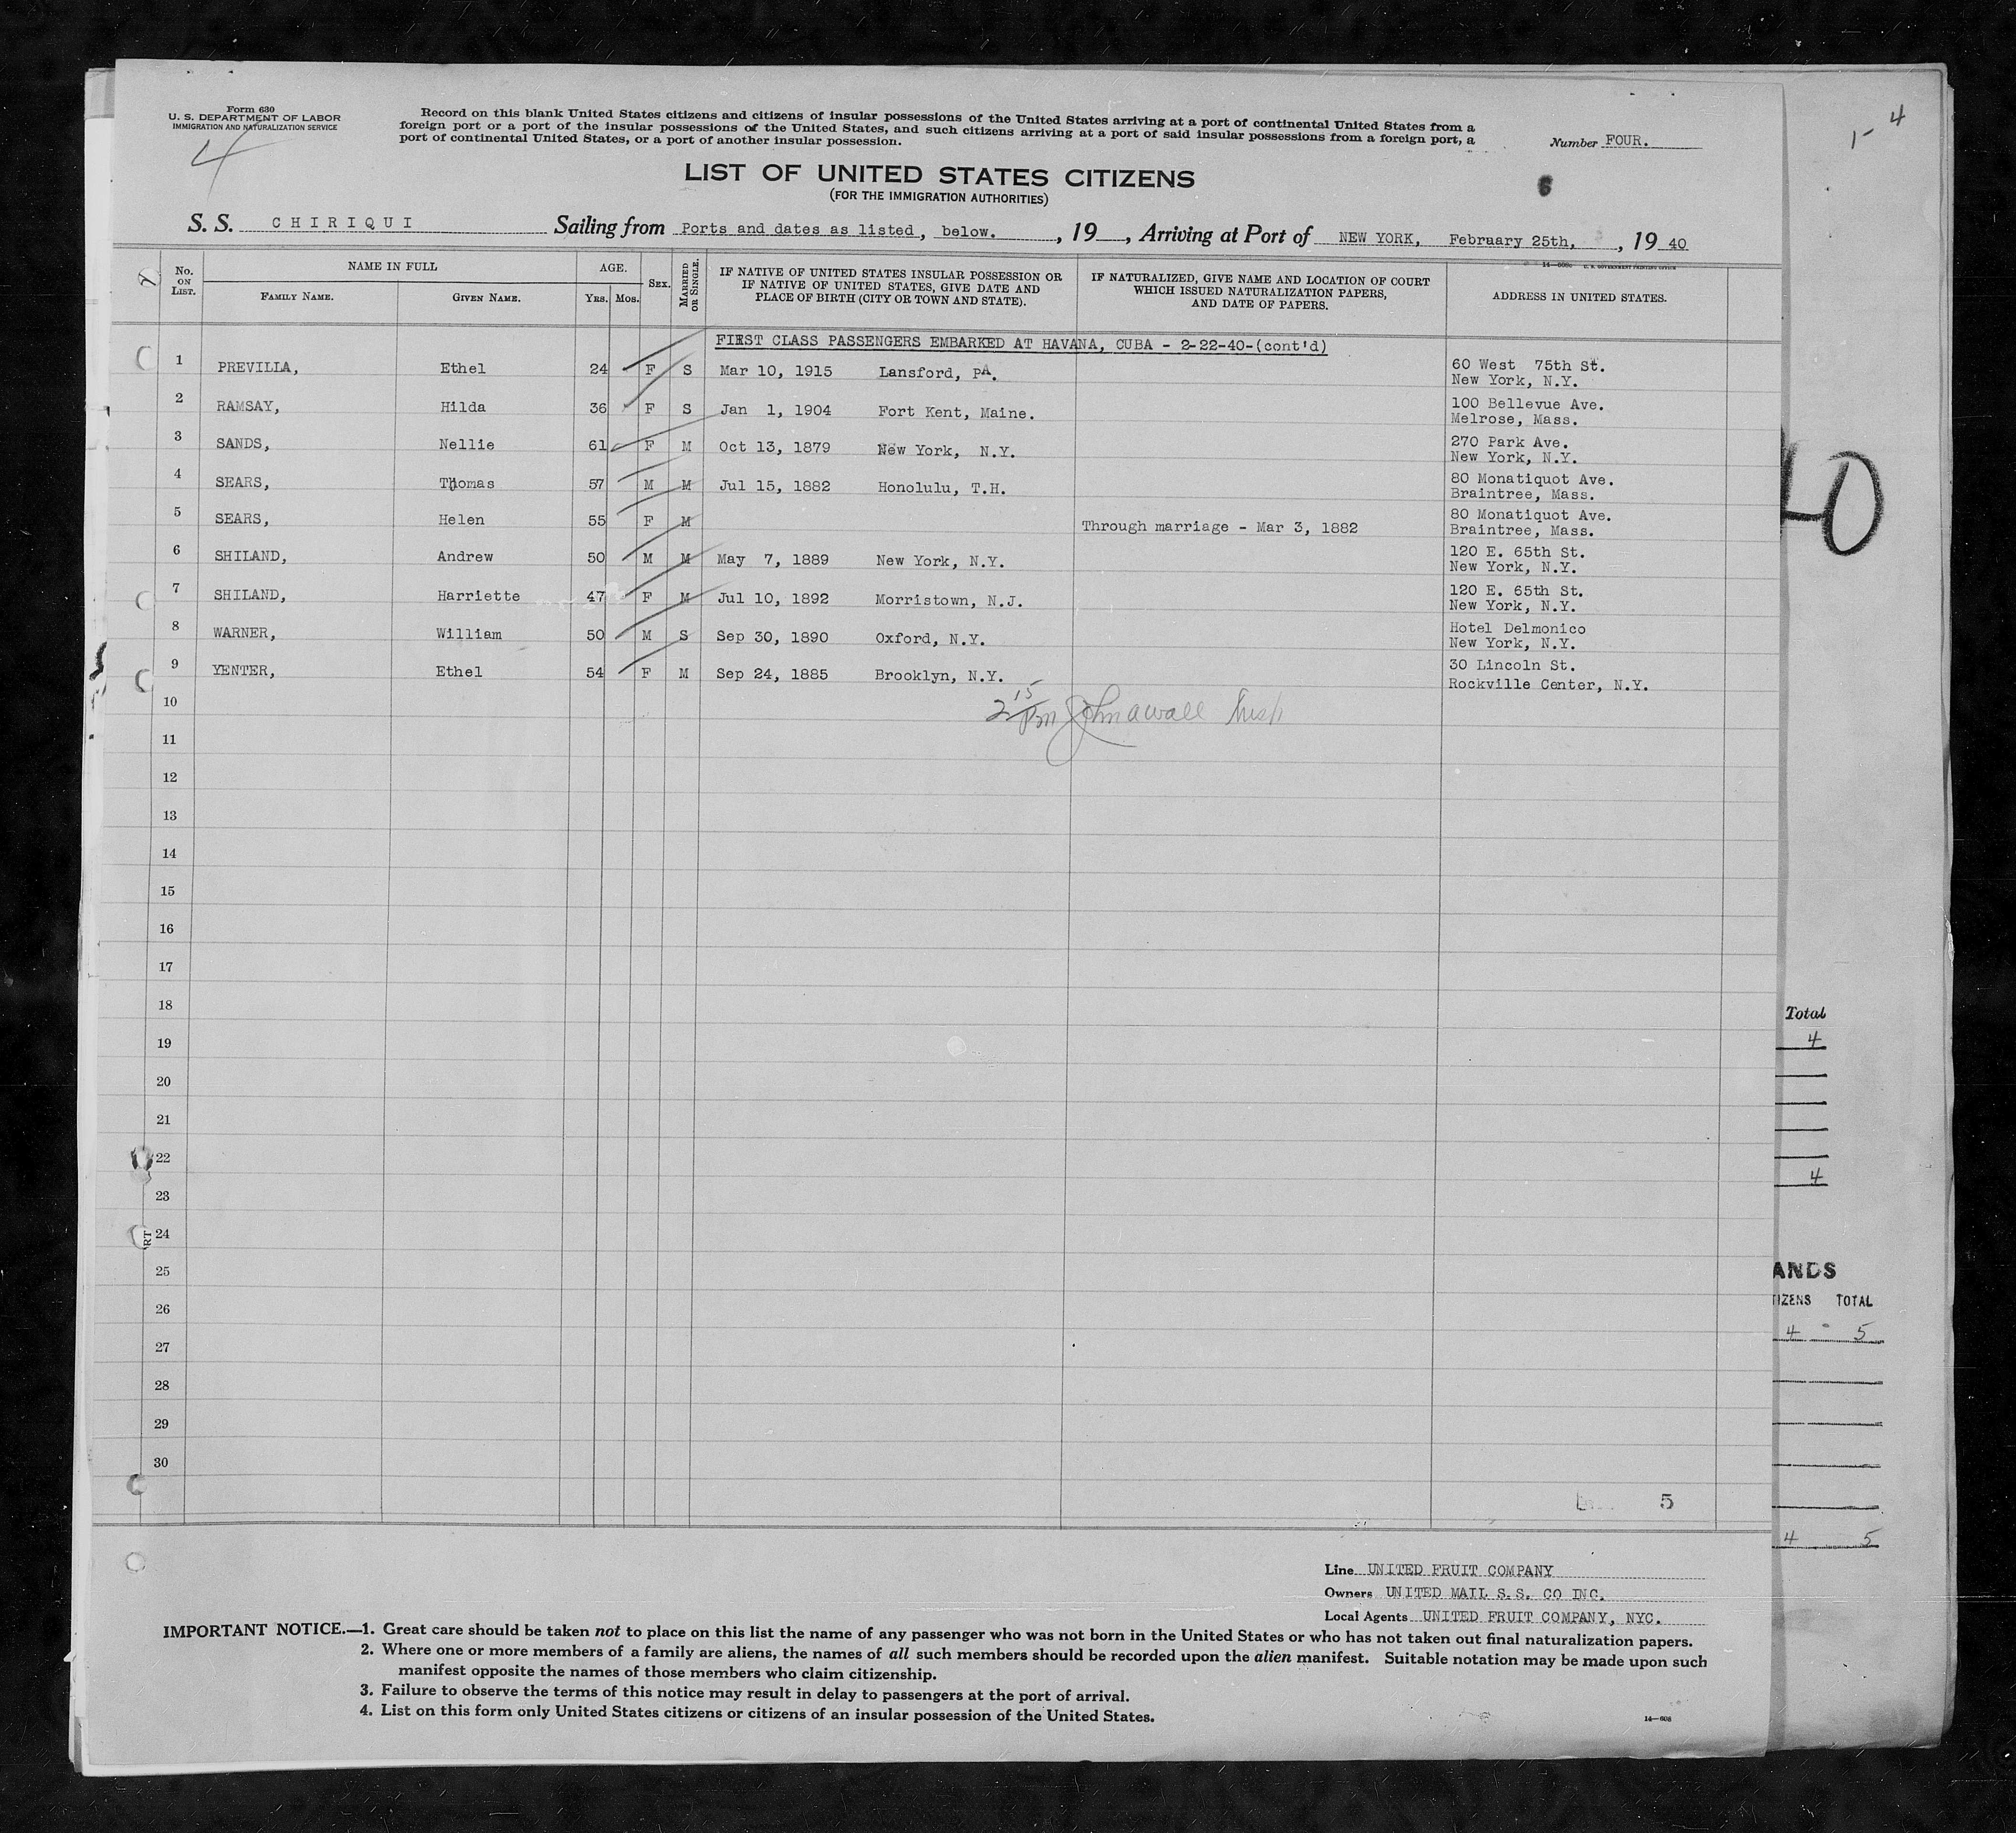 Form 630
U. S. DEPARTMENT OF LABOR
IMMIGRATION AND NATURALIZATION SERVICE
4
Record on this blank United States citizens and citizens of insular possessions of the United States arriving at a port of continental United States from a
foreign port or a port of the insular possessions of the United States, and such citizens arriving at a port of said insular possessions from a foreign port, a
port of continental United States, or a port of another insular possession.
Number FOUR.
4
LIST OF UNITED STATES CITIZENS
(FOR THE IMMIGRATION AUTHORITIES)
6
S. S. CHIRIQUI Sailing from Ports and dates as listed, below. , 19 , Arriving at Port of NEW YORK, February 25th, , 19 40
No. ON LIST.
NAME IN FULL
FAMILY NAME. GIVEN NAME.
AGE.
YRS. MOS.
SEX.
MARRIED OR SINGLE.
IF NATIVE OF UNITED STATES INSULAR POSSESSION OR
IF NATIVE OF UNITED STATES, GIVE DATE AND
PLACE OF BIRTH (CITY OR TOWN AND STATE).
IF NATURALIZED, GIVE NAME AND LOCATION OF COURT
WHICH ISSUED NATURALIZATION PAPERS,
AND DATE OF PAPERS.
ADDRESS IN UNITED STATES.
FIRST CLASS PASSENGERS EMBARKED AT HAVANA, CUBA - 2-22-40-(cont'd)
1 PREVILLA, Ethel 24 F S Mar 10, 1915 Lansford, PA. 60 West 75th St.
New York, N.Y.
2 RAMSAY, Hilda 36 F S Jan 1, 1904 Fort Kent, Maine. 100 Bellevue Ave.
Melrose, Mass.
3 SANDS, Nellie 61 F M Oct 13, 1879 New York, N.Y. 270 Park Ave.
New York, N.Y.
4 SEARS, Thomas 57 M M Jul 15, 1882 Honolulu, T.H. 80 Monatiquot Ave.
Braintree, Mass.
5 SEARS, Helen 55 F M Through marriage - Mar 3, 1882 80 Monatiquot Ave.
Braintree, Mass.
6 SHILAND, Andrew 50 M M May 7, 1889 New York, N.Y. 120 E. 65th St.
New York, N.Y.
7 SHILAND, Harriette 47 F M Jul 10, 1892 Morristown, N.J. 120 E. 65th St.
New York, N.Y.
8 WARNER, William 50 M S Sep 30, 1890 Oxford, N.Y. Hotel Delmonico
New York, N.Y.
9 YENTER, Ethel 54 F M Sep 24, 1885 Brooklyn, N.Y. 30 Lincoln St.
Rockville Center, N.Y.
10
2 15 pm
11
12
13
14
15
16
17
18
19
20
21
22
23
24
25
26
27
28
29
30
5
40
Total
4
4
ANDS
TIZENS TOTAL
4 5
4 5
RT
Line UNITED FRUIT COMPANY
Owners UNITED MAIL S.S. CO INC.
Local Agents UNITED FRUIT COMPANY, NYC.
IMPORTANT NOTICE.—1. Great care should be taken not to place on this list the name of any passenger who was not born in the United States or who has not taken out final naturalization papers.
2. Where one or more members of a family are aliens, the names of all such members should be recorded upon the alien manifest. Suitable notation may be made upon such
manifest opposite the names of those members who claim citizenship.
3. Failure to observe the terms of this notice may result in delay to passengers at the port of arrival.
4. List on this form only United States citizens or citizens of an insular possession of the United States.
14—608